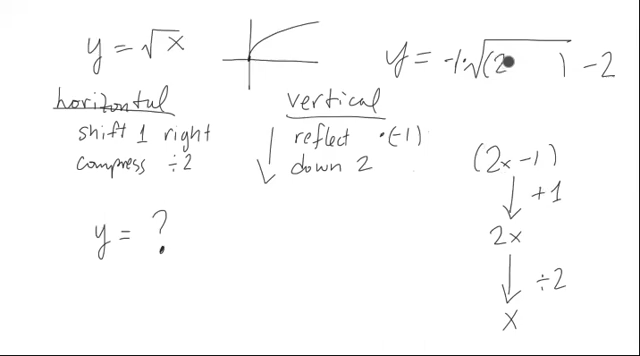 y = √x
y = -1·√(2 ) - 2
horizontal
shift 1 right
compress ÷2
vertical
reflect ·(-1)
down 2
y = ?
(2x - 1)
+1
2x
÷2
x